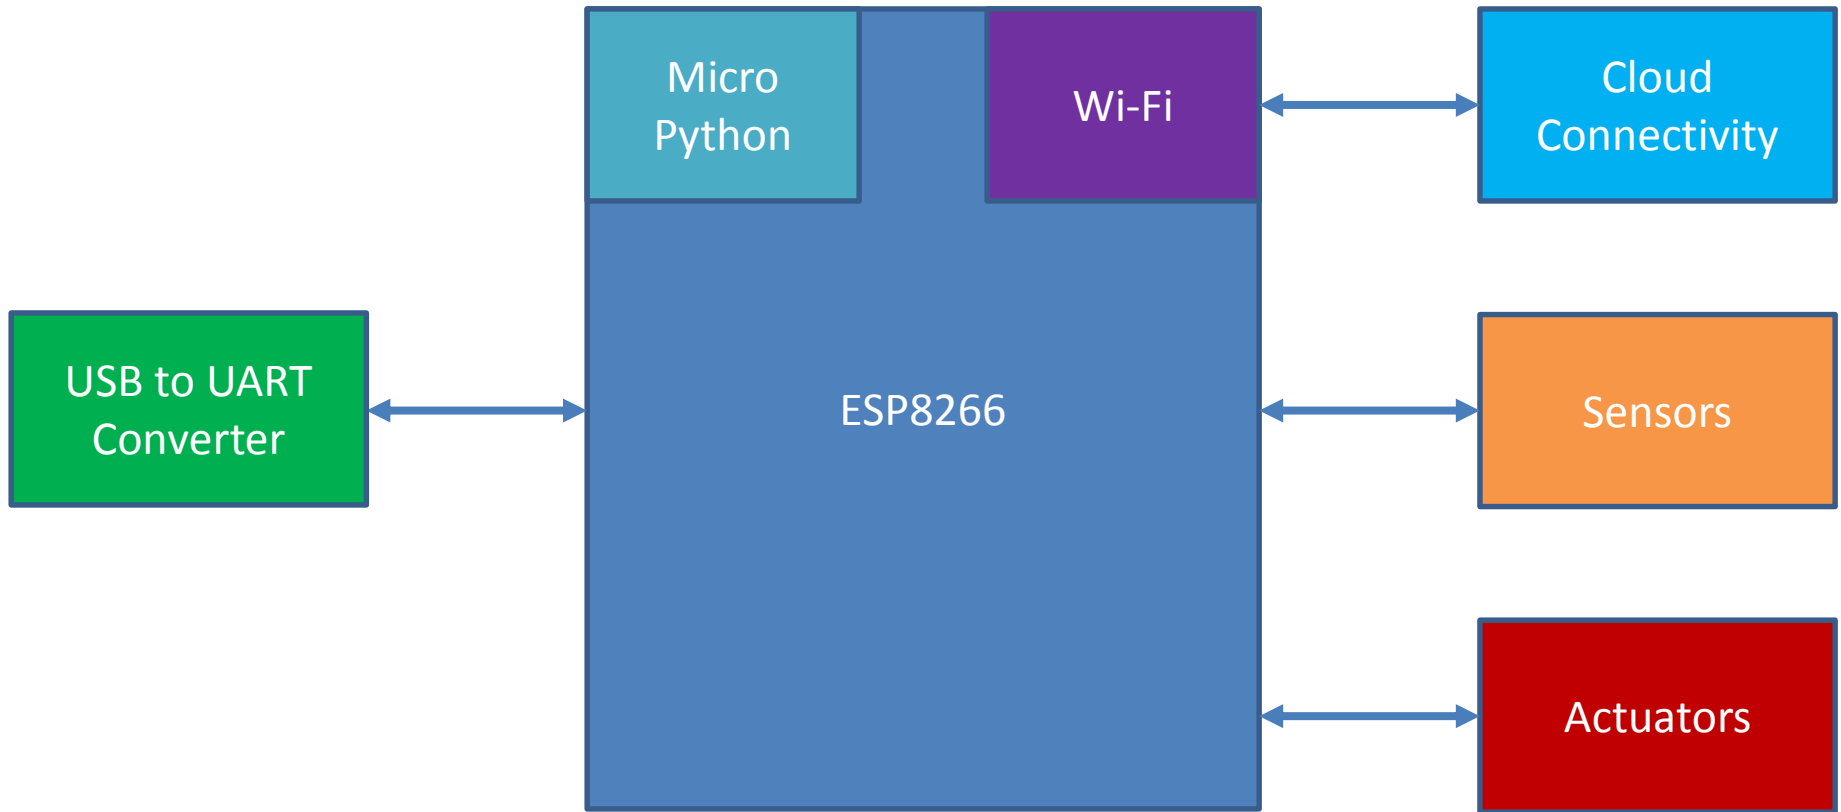 Micro
Python
Wi-Fi
Cloud
Connectivity
USB to UART
Converter
ESP8266
Sensors
Actuators